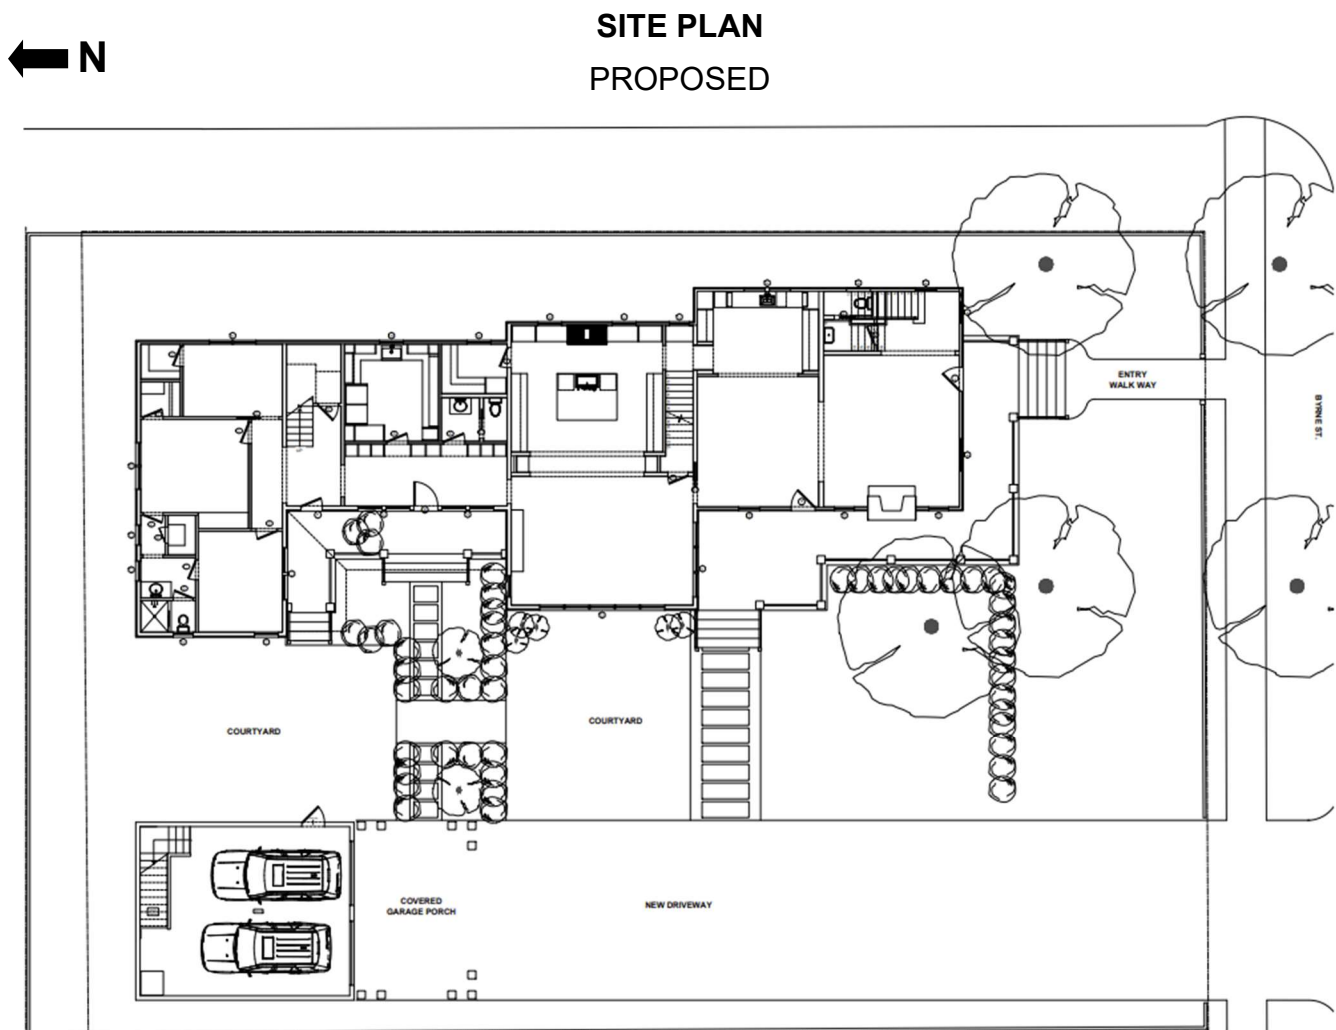 SITE PLAN
N
PROPOSED
ENTRY
WALK WAY
BYRNE ST.
COURTYARD
COURTYARD
COVERED
GARAGE PORCH
NEW DRIVEWAY